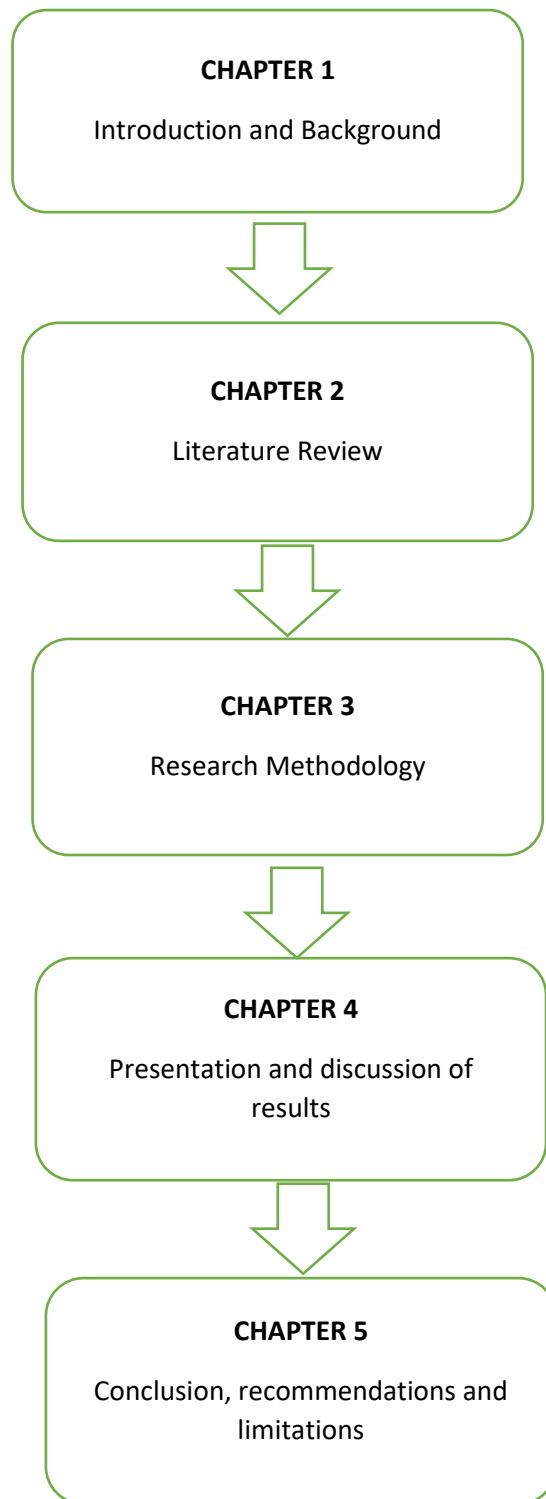 CHAPTER 1
Introduction and Background
CHAPTER 2
Literature Review
CHAPTER 3
Research Methodology
CHAPTER 4
Presentation and discussion of
results
CHAPTER 5
Conclusion, recommendations and
limitations